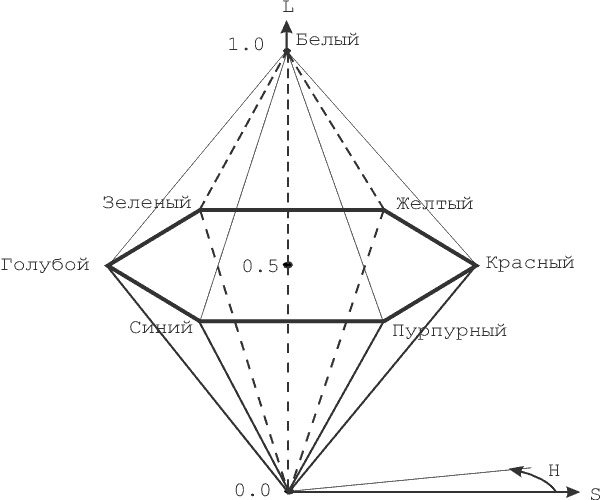 L
1.0 Белый
Зеленый Желтый
Голубой 0.5 Красный
Синий Пурпурный
H
0.0 S